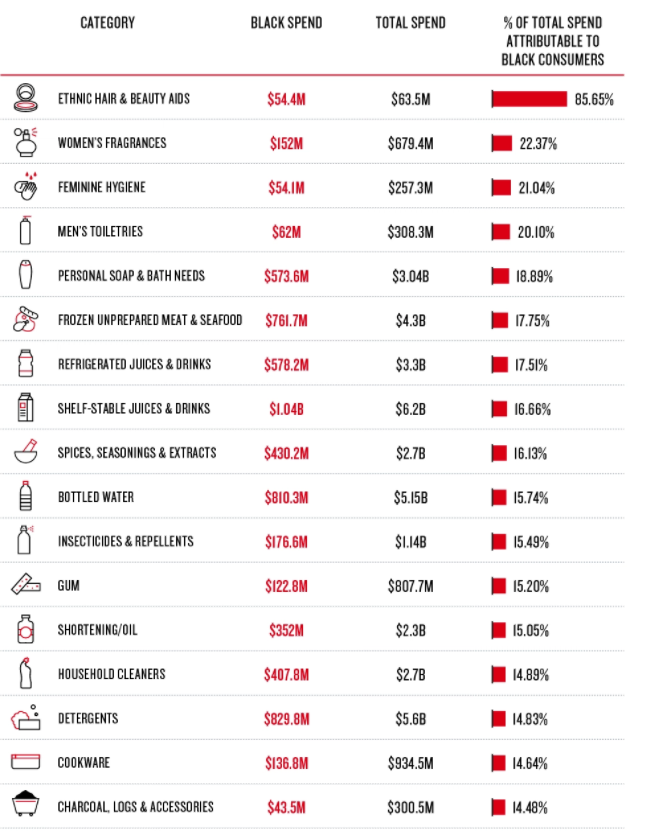 CATEGORY BLACK SPEND TOTAL SPEND % OF TOTAL SPEND
ATTRIBUTABLE TO
BLACK CONSUMERS
ETHNIC HAIR & BEAUTY AIDS $54.4M $63.5M 85.65%
WOMEN'S FRAGRANCES $152M $679.4M 22.37%
FEMININE HYGIENE $54.1M $257.3M 21.04%
MEN'S TOILETRIES $62M $308.3M 20.10%
PERSONAL SOAP & BATH NEEDS $573.6M $3.04B 18.89%
FROZEN UNPREPARED MEAT & SEAFOOD $761.7M $4.3B 17.75%
REFRIGERATED JUICES & DRINKS $578.2M $3.3B 17.51%
SHELF-STABLE JUICES & DRINKS $1.04B $6.2B 16.66%
SPICES, SEASONINGS & EXTRACTS $430.2M $2.7B 16.13%
BOTTLED WATER $810.3M $5.15B 15.74%
INSECTICIDES & REPELLENTS $176.6M $1.14B 15.49%
GUM $122.8M $807.7M 15.20%
SHORTENING/OIL $352M $2.3B 15.05%
HOUSEHOLD CLEANERS $407.8M $2.7B 14.89%
DETERGENTS $829.8M $5.6B 14.83%
COOKWARE $136.8M $934.5M 14.64%
CHARCOAL, LOGS & ACCESSORIES $43.5M $300.5M 14.48%